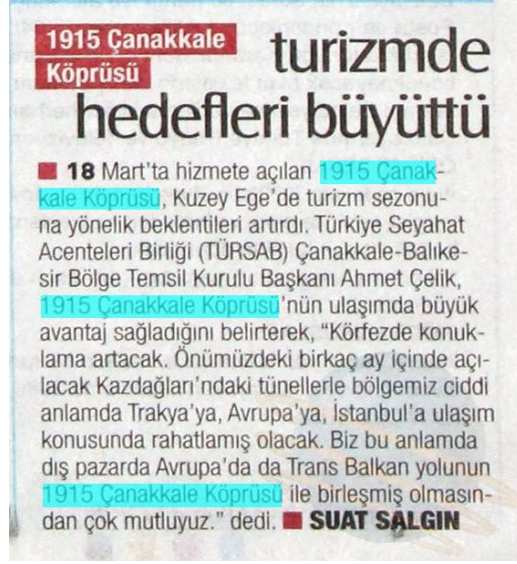 1915 Çanakkale
Köprüsü
turizmde
hedefleri büyüttü
18 Mart'ta hizmete açılan 1915 Çanak-
kale Köprüsü, Kuzey Ege'de turizm sezonu-
na yönelik beklentileri artırdı. Türkiye Seyahat
Acenteleri Birliği (TÜRSAB) Çanakkale-Balıke-
sir Bölge Temsil Kurulu Başkanı Ahmet Çelik,
1915 Çanakkale Köprüsü'nün ulaşımda büyük
avantaj sağladığını belirterek, "Körfezde konuk-
lama artacak. Önümüzdeki birkaç ay içinde açı-
lacak Kazdağları'ndaki tünellerle bölgemiz ciddi
anlamda Trakya'ya, Avrupa'ya, İstanbul'a ulaşım
konusunda rahatlamış olacak. Biz bu anlamda
dış pazarda Avrupa'da da Trans Balkan yolunun
1915 Çanakkale Köprüsü ile birleşmiş olmasın-
dan çok mutluyuz." dedi. ■ SUAT SALGIN